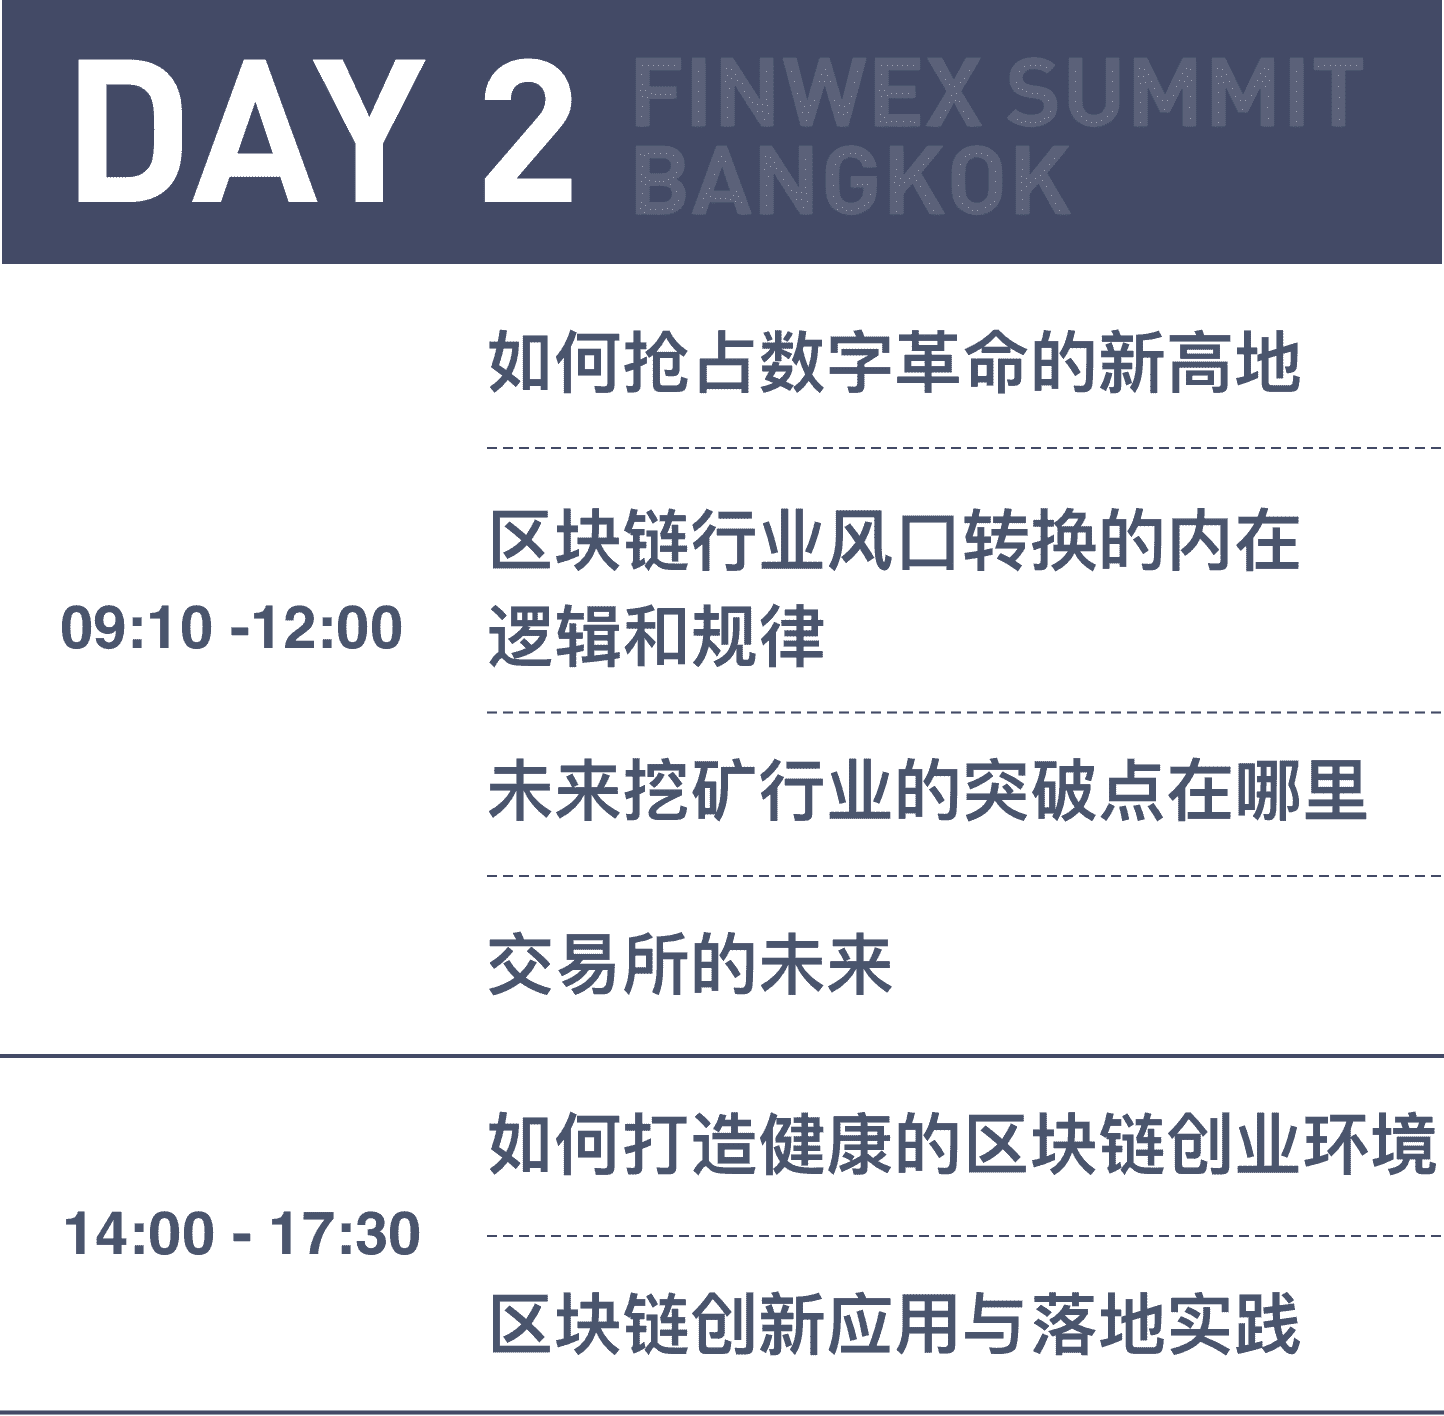 DAY 2
FINWEX SUMMIT
BANGKOK
如何抢占数字革命的新高地
区块链行业风口转换的内在
逻辑和规律
09:10 -12:00
未来挖矿行业的突破点在哪里
交易所的未来
如何打造健康的区块链创业环境
14:00 - 17:30
区块链创新应用与落地实践